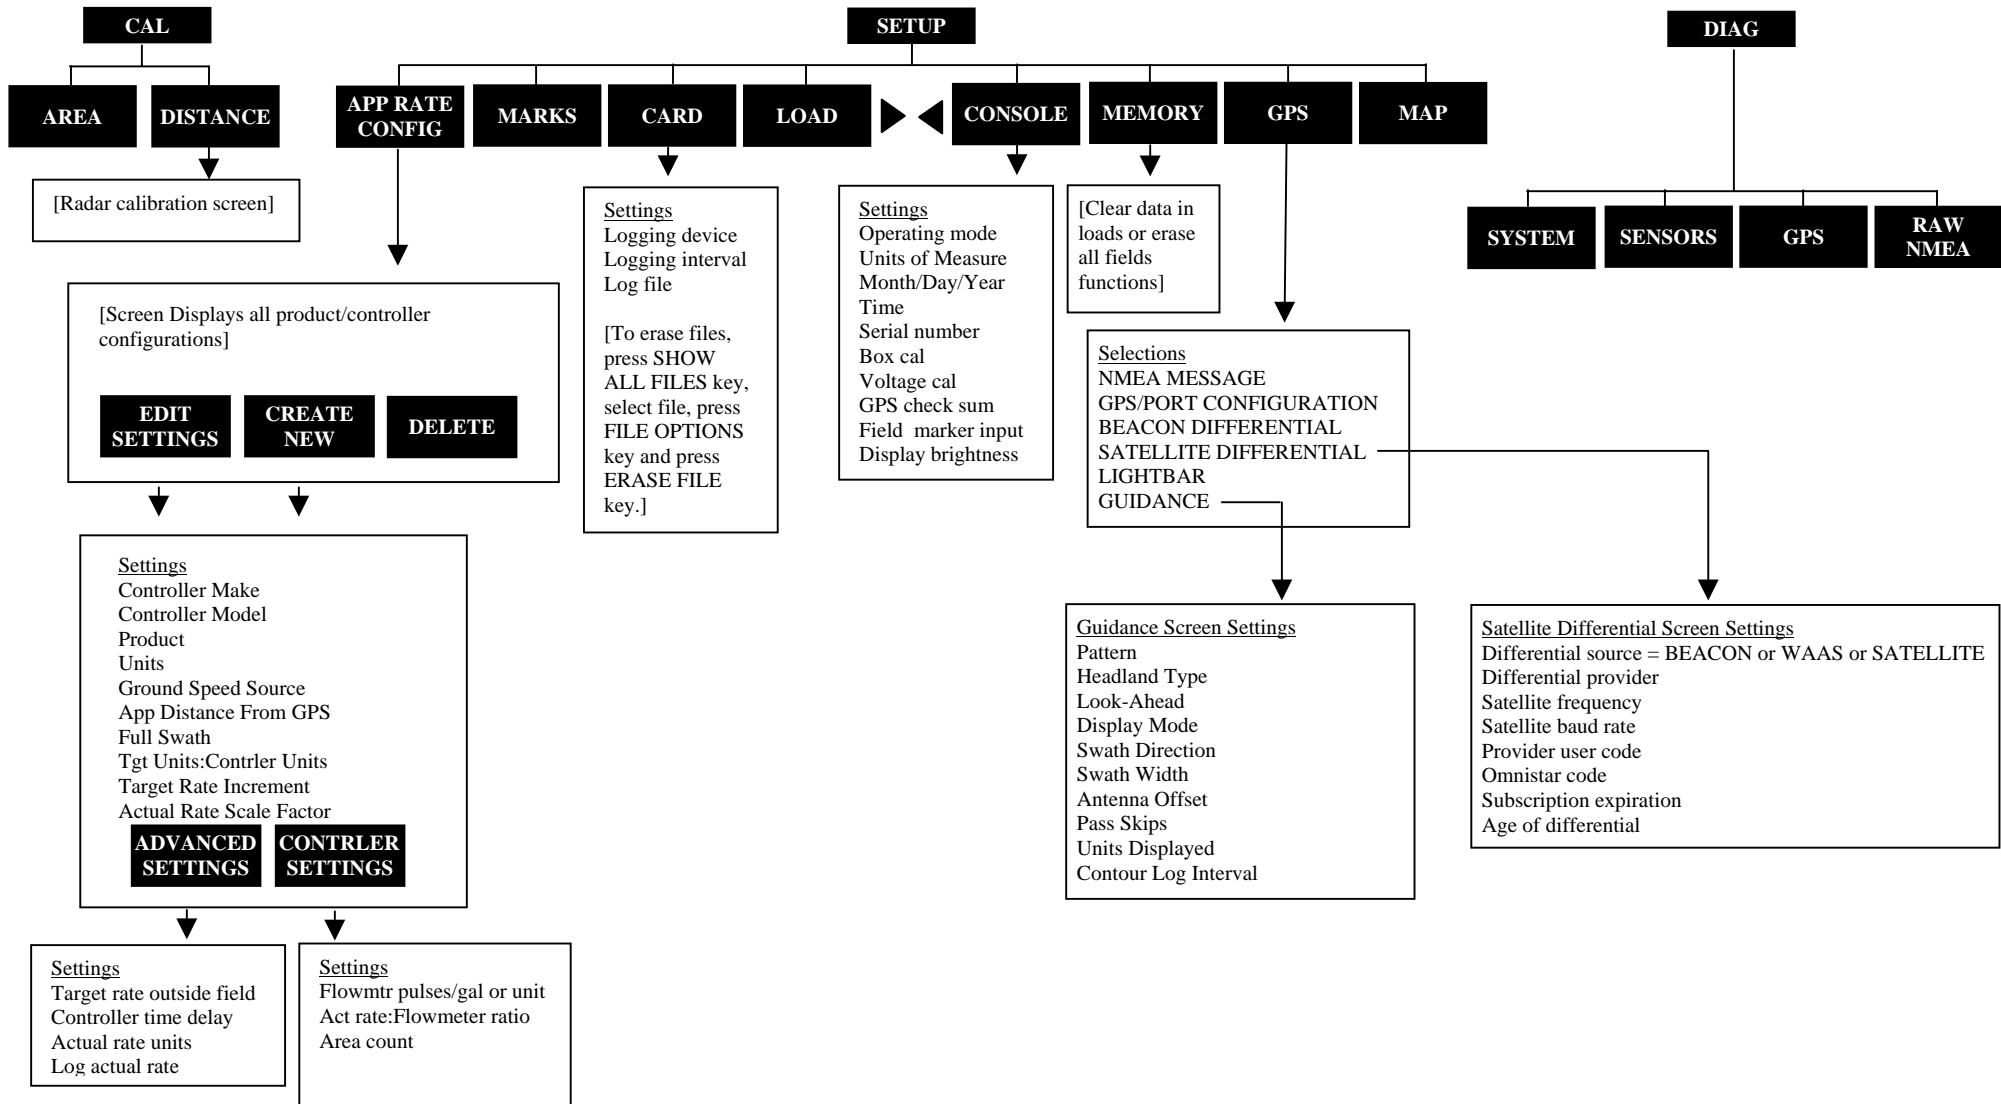 CAL
SETUP
DIAG
AREA
DISTANCE
APP RATE
CONFIG
MARKS
CARD
LOAD
CONSOLE
MEMORY
GPS
MAP
SYSTEM
SENSORS
GPS
RAW
NMEA
[Radar calibration screen]
[Screen Displays all product/controller
configurations]
EDIT
SETTINGS
CREATE
NEW
DELETE
Settings
Controller Make
Controller Model
Product
Units
Ground Speed Source
App Distance From GPS
Full Swath
Tgt Units:Contrler Units
Target Rate Increment
Actual Rate Scale Factor
ADVANCED
SETTINGS
CONTRLER
SETTINGS
Settings
Target rate outside field
Controller time delay
Actual rate units
Log actual rate
Settings
Flowmtr pulses/gal or unit
Act rate:Flowmeter ratio
Area count
Settings
Logging device
Logging interval
Log file
[To erase files,
press SHOW
ALL FILES key,
select file, press
FILE OPTIONS
key and press
ERASE FILE
key.]
Settings
Operating mode
Units of Measure
Month/Day/Year
Time
Serial number
Box cal
Voltage cal
GPS check sum
Field  marker input
Display brightness
[Clear data in
loads or erase
all fields
functions]
Selections
NMEA MESSAGE
GPS/PORT CONFIGURATION
BEACON DIFFERENTIAL
SATELLITE DIFFERENTIAL
LIGHTBAR
GUIDANCE
Guidance Screen Settings
Pattern
Headland Type
Look-Ahead
Display Mode
Swath Direction
Swath Width
Antenna Offset
Pass Skips
Units Displayed
Contour Log Interval
Satellite Differential Screen Settings
Differential source = BEACON or WAAS or SATELLITE
Differential provider
Satellite frequency
Satellite baud rate
Provider user code
Omnistar code
Subscription expiration
Age of differential